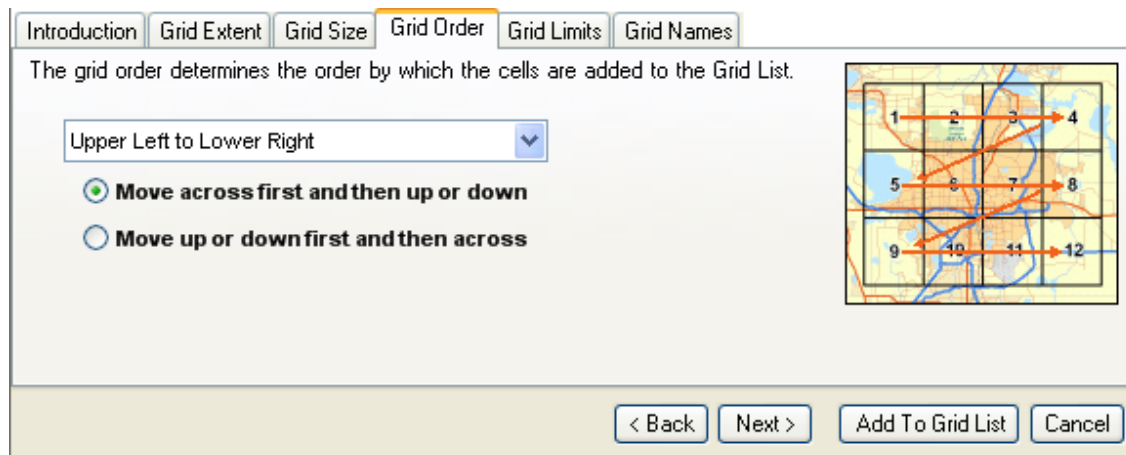 Introduction Grid Extent Grid Size Grid Order Grid Limits Grid Names
The grid order determines the order by which the cells are added to the Grid List.
Upper Left to Lower Right
Move across first and then up or down
Move up or down first and then across
1 2 3 4
5 6 7 8
9 10 11 12
< Back Next > Add To Grid List Cancel